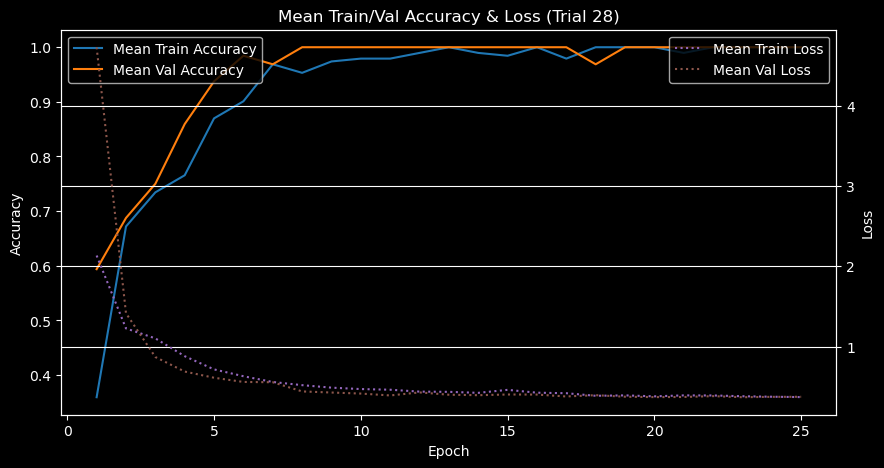 Mean Train/Val Accuracy & Loss (Trial 28)
Mean Train Accuracy
Mean Val Accuracy
Mean Train Loss
Mean Val Loss
1.0
0.9
0.8
0.7
0.6
0.5
0.4
Accuracy
4
3
2
1
Loss
0
5
10
15
20
25
Epoch